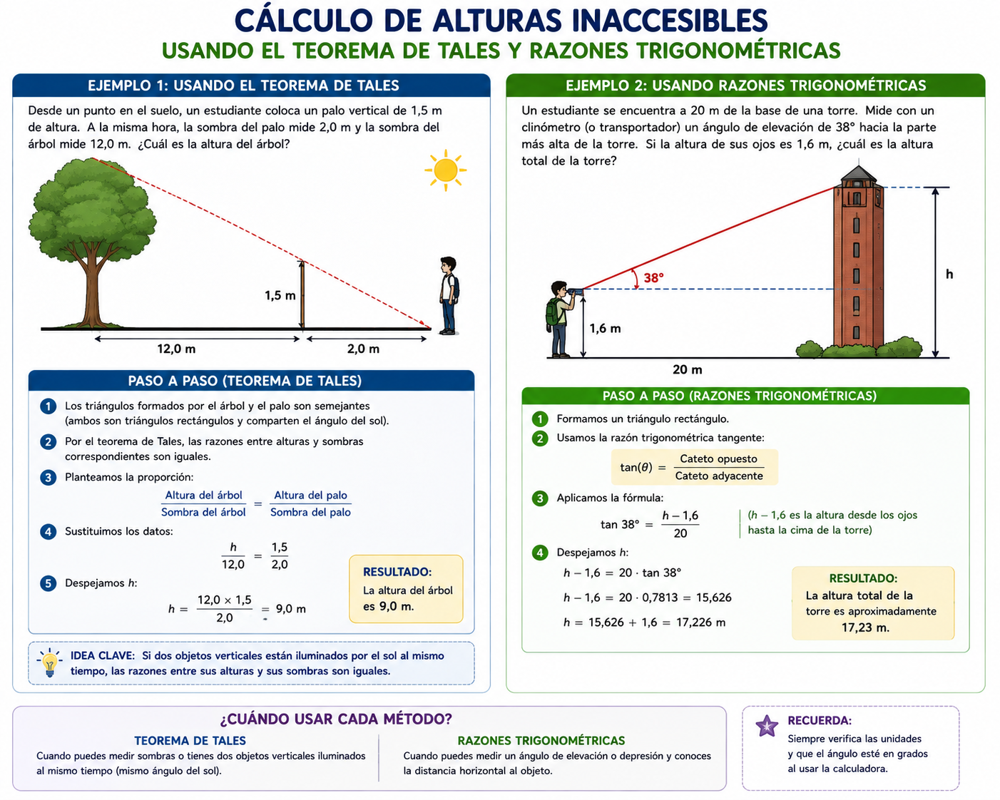 CÁLCULO DE ALTURAS INACCESIBLES
USANDO EL TEOREMA DE TALES Y RAZONES TRIGONOMÉTRICAS
EJEMPLO 1: USANDO EL TEOREMA DE TALES
Desde un punto en el suelo, un estudiante coloca un palo vertical de 1,5 m
de altura. A la misma hora, la sombra del palo mide 2,0 m y la sombra del
árbol mide 12,0 m. ¿Cuál es la altura del árbol?
1,5 m
12,0 m
2,0 m
PASO A PASO (TEOREMA DE TALES)
1 Los triángulos formados por el árbol y el palo son semejantes
(ambos son triángulos rectángulos y comparten el ángulo del sol).
2 Por el teorema de Tales, las razones entre alturas y sombras
correspondientes son iguales.
3 Planteamos la proporción:
Altura del árbol / Sombra del árbol = Altura del palo / Sombra del palo
4 Sustituimos los datos:
h / 12,0 = 1,5 / 2,0
5 Despejamos h:
h = 12,0 × 1,5 / 2,0 = 9,0 m
RESULTADO:
La altura del árbol
es 9,0 m.
IDEA CLAVE: Si dos objetos verticales están iluminados por el sol al mismo
tiempo, las razones entre sus alturas y sus sombras son iguales.
EJEMPLO 2: USANDO RAZONES TRIGONOMÉTRICAS
Un estudiante se encuentra a 20 m de la base de una torre. Mide con un
clinómetro (o transportador) un ángulo de elevación de 38° hacia la parte
más alta de la torre. Si la altura de sus ojos es 1,6 m, ¿cuál es la altura
total de la torre?
38°
h
1,6 m
20 m
PASO A PASO (RAZONES TRIGONOMÉTRICAS)
1 Formamos un triángulo rectángulo.
2 Usamos la razón trigonométrica tangente:
tan(θ) = Cateto opuesto / Cateto adyacente
3 Aplicamos la fórmula:
tan 38° = h − 1,6 / 20
(h − 1,6 es la altura desde los ojos
hasta la cima de la torre)
4 Despejamos h:
h − 1,6 = 20 · tan 38°
h − 1,6 = 20 · 0,7813 = 15,626
h = 15,626 + 1,6 = 17,226 m
RESULTADO:
La altura total de la
torre es aproximadamente
17,23 m.
¿CUÁNDO USAR CADA MÉTODO?
TEOREMA DE TALES
Cuando puedes medir sombras o tienes dos objetos verticales iluminados
al mismo tiempo (mismo ángulo del sol).
RAZONES TRIGONOMÉTRICAS
Cuando puedes medir un ángulo de elevación o depresión y conoces
la distancia horizontal al objeto.
RECUERDA:
Siempre verifica las unidades
y que el ángulo esté en grados
al usar la calculadora.